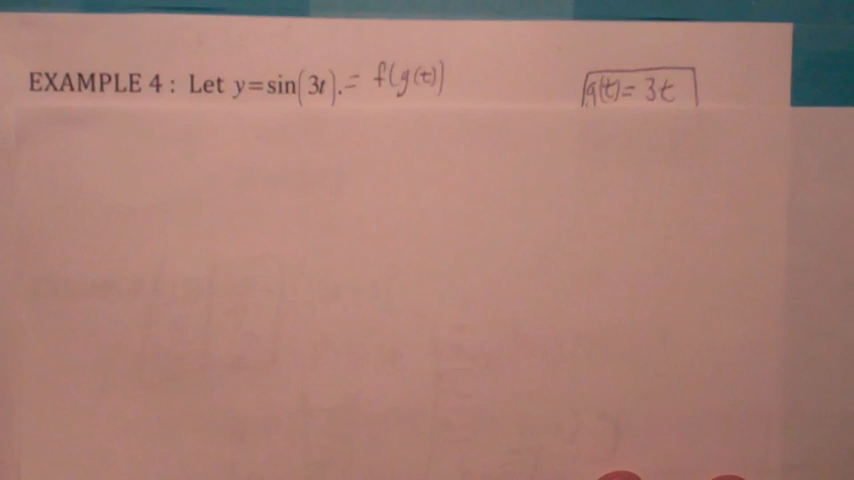 EXAMPLE 4 : Let y=sin(3t).= f(g(t))
g(t)= 3t